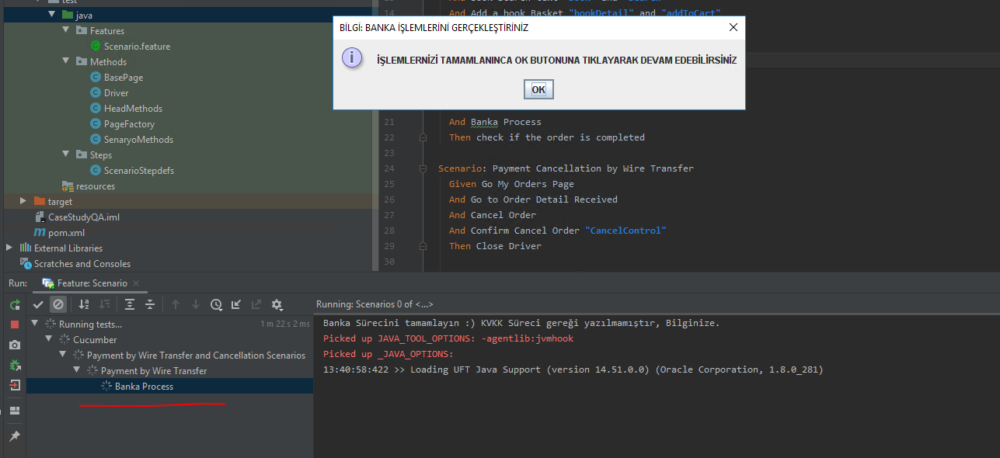 test
java
Features
Scenario.feature
Methods
BasePage
Driver
HeadMethods
PageFactory
SenaryoMethods
Steps
ScenarioStepdefs
resources
target
CaseStudyQA.iml
pom.xml
External Libraries
Scratches and Consoles
14 And Add a book Basket "bookDetail" and "addToCart"
BİLGİ: BANKA İŞLEMLERİNİ GERÇEKLEŞTİRİNİZ
İŞLEMLERNİZİ TAMAMLANINCA OK BUTONUNA TIKLAYARAK DEVAM EDEBİLİRSİNİZ
OK
21 And Banka Process
22 Then check if the order is completed
23
24 Scenario: Payment Cancellation by Wire Transfer
25 Given Go My Orders Page
26 And Go to Order Detail Received
27 And Cancel Order
28 And Confirm Cancel Order "CancelControl"
29 Then Close Driver
30
Run: Feature: Scenario
Running: Scenarios 0 of <...>
Running tests... 1 m 22 s 2 ms
Cucumber
Payment by Wire Transfer and Cancellation Scenarios
Payment by Wire Transfer
Banka Process
Banka Sürecini tamamlayın :) KVKK Süreci gereği yazılmamıştır, Bilginize.
Picked up JAVA_TOOL_OPTIONS: -agentlib:jvmhook
Picked up _JAVA_OPTIONS:
13:40:58:422 >> Loading UFT Java Support (version 14.51.0.0) (Oracle Corporation, 1.8.0_281)